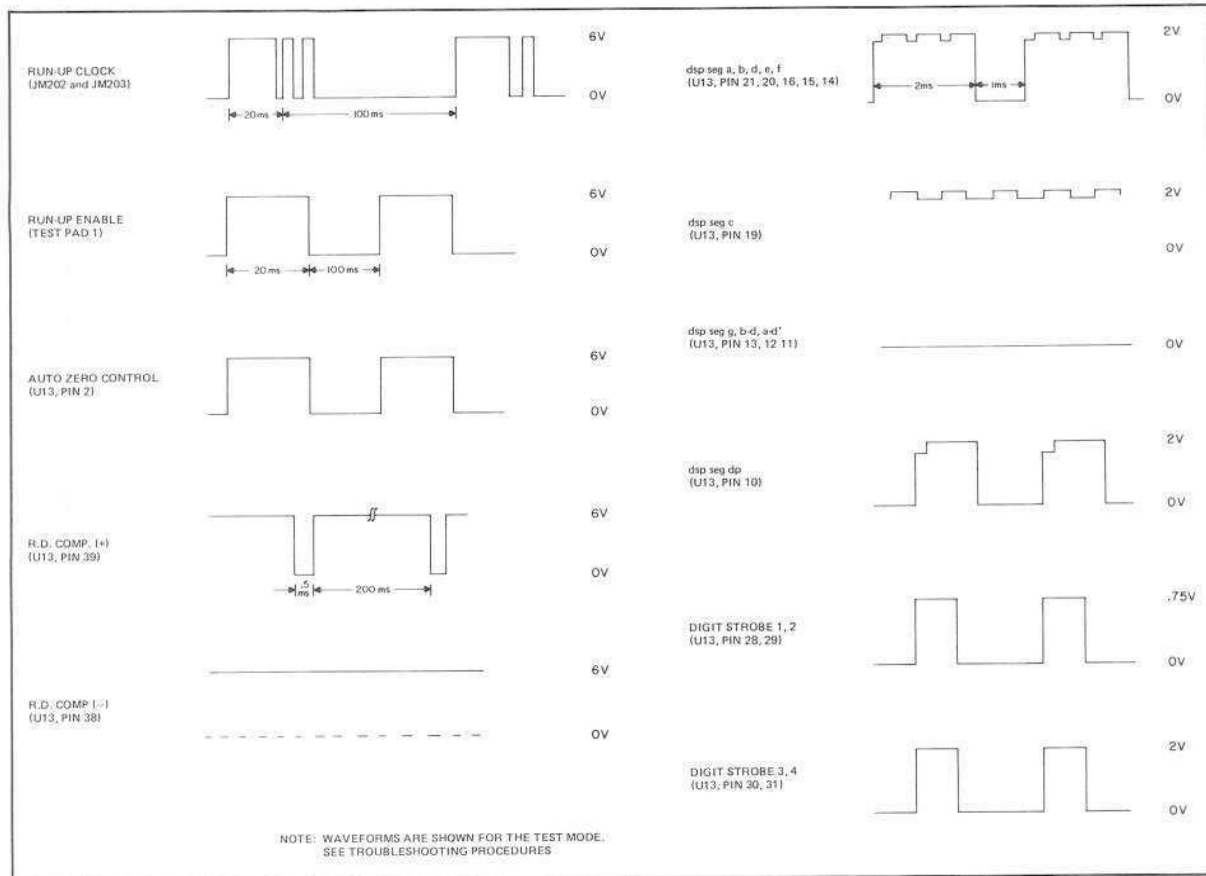 RUN-UP CLOCK
(JM202 and JM203)
6V
0V
20 ms
100 ms
RUN-UP ENABLE
(TEST PAD 1)
6V
0V
20 ms
100 ms
AUTO ZERO CONTROL
(U13, PIN 2)
6V
0V
R.D. COMP. (+)
(U13, PIN 39)
6V
0V
.5
ms
200 ms
R.D. COMP (-)
(U13, PIN 38)
6V
0V
dsp seg a, b, d, e, f
(U13, PIN 21, 20, 16, 15, 14)
2V
0V
2ms
1ms
dsp seg c
(U13, PIN 19)
2V
0V
dsp seg g, b-d, a-d'
(U13, PIN 13, 12 11)
0V
dsp seg dp
(U13, PIN 10)
2V
0V
DIGIT STROBE 1, 2
(U13, PIN 28, 29)
.75V
0V
DIGIT STROBE 3, 4
(U13, PIN 30, 31)
2V
0V
NOTE: WAVEFORMS ARE SHOWN FOR THE TEST MODE.
SEE TROUBLESHOOTING PROCEDURES